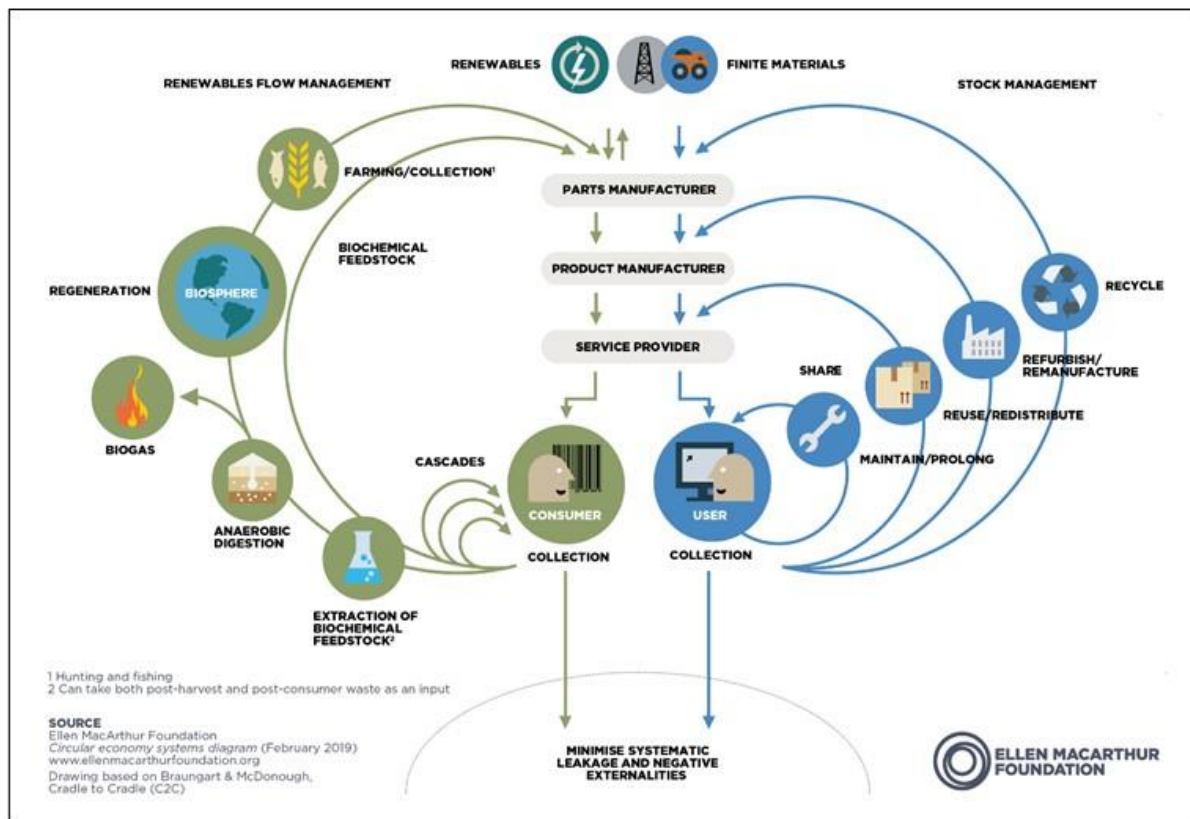 RENEWABLES
FINITE MATERIALS
RENEWABLES FLOW MANAGEMENT
STOCK MANAGEMENT
FARMING/COLLECTION¹
PARTS MANUFACTURER
BIOCHEMICAL
FEEDSTOCK
PRODUCT MANUFACTURER
REGENERATION
BIOSPHERE
RECYCLE
SERVICE PROVIDER
SHARE
REFURBISH/
REMANUFACTURE
REUSE/REDISTRIBUTE
BIOGAS
CASCADES
MAINTAIN/PROLONG
CONSUMER
USER
ANAEROBIC
DIGESTION
COLLECTION
COLLECTION
EXTRACTION OF
BIOCHEMICAL
FEEDSTOCK²
1 Hunting and fishing
2 Can take both post-harvest and post-consumer waste as an input
SOURCE
Ellen MacArthur Foundation
Circular economy systems diagram (February 2019)
www.ellenmacarthurfoundation.org
Drawing based on Braungart & McDonough,
Cradle to Cradle (C2C)
MINIMISE SYSTEMATIC
LEAKAGE AND NEGATIVE
EXTERNALITIES
ELLEN MACARTHUR
FOUNDATION